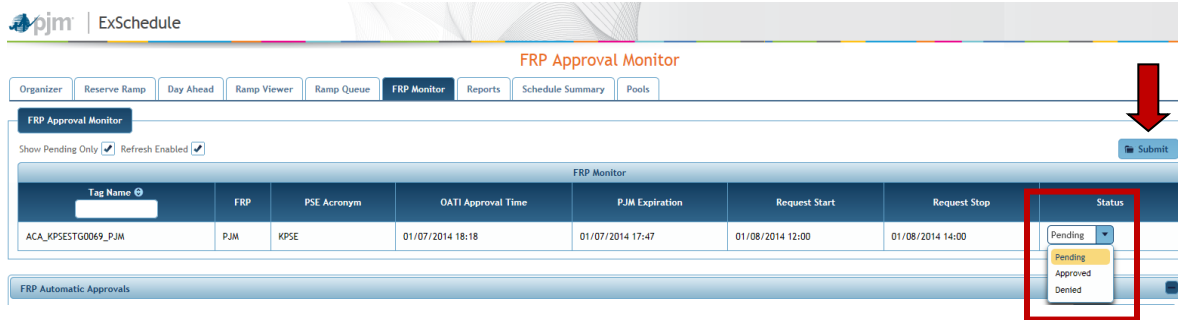 pjm ExSchedule
FRP Approval Monitor
Organizer Reserve Ramp Day Ahead Ramp Viewer Ramp Queue FRP Monitor Reports Schedule Summary Pools
FRP Approval Monitor
Show Pending Only Refresh Enabled Submit
FRP Monitor
Tag Name FRP PSE Acronym OATI Approval Time PJM Expiration Request Start Request Stop Status
ACA_KPSESTG0069_PJM PJM KPSE 01/07/2014 18:18 01/07/2014 17:47 01/08/2014 12:00 01/08/2014 14:00 Pending
Pending
Approved
Denied
FRP Automatic Approvals